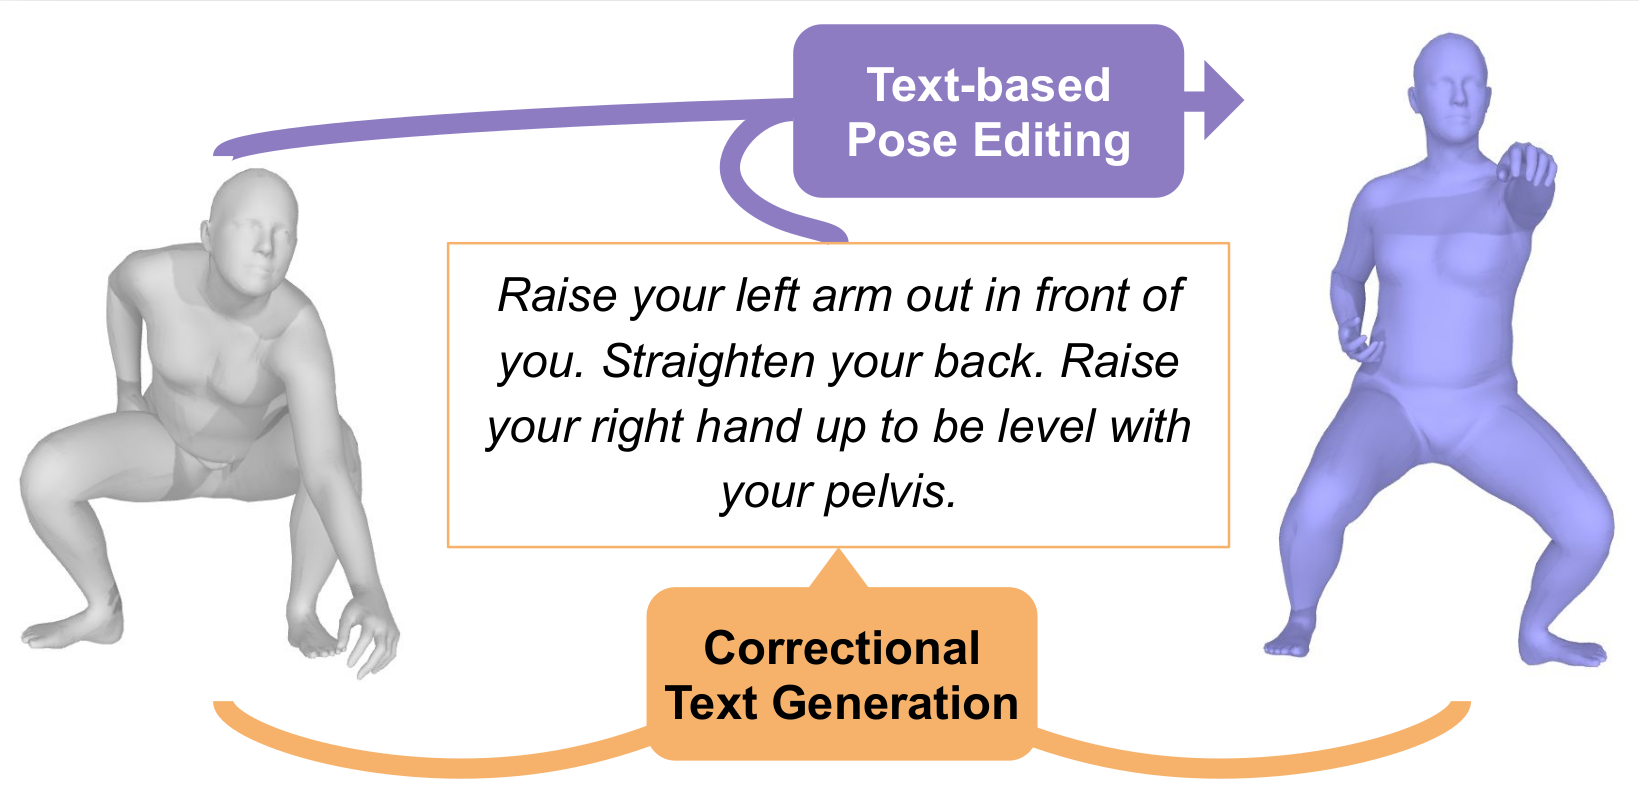 Text-based
Pose Editing
Raise your left arm out in front of
you. Straighten your back. Raise
your right hand up to be level with
your pelvis.
Correctional
Text Generation